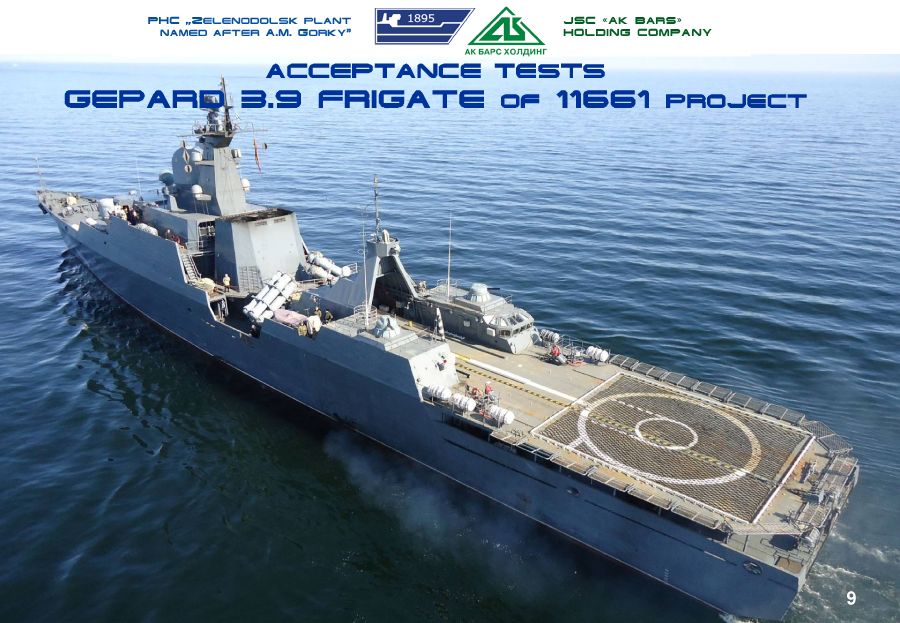 PHC „Zelenodolsk plant
named after A.M. Gorky”
1895
АК БАРС ХОЛДИНГ
JSC «AK BARS»
HOLDING COMPANY
ACCEPTANCE TESTS
GEPARD 3.9 FRIGATE OF 11661 PROJECT
9